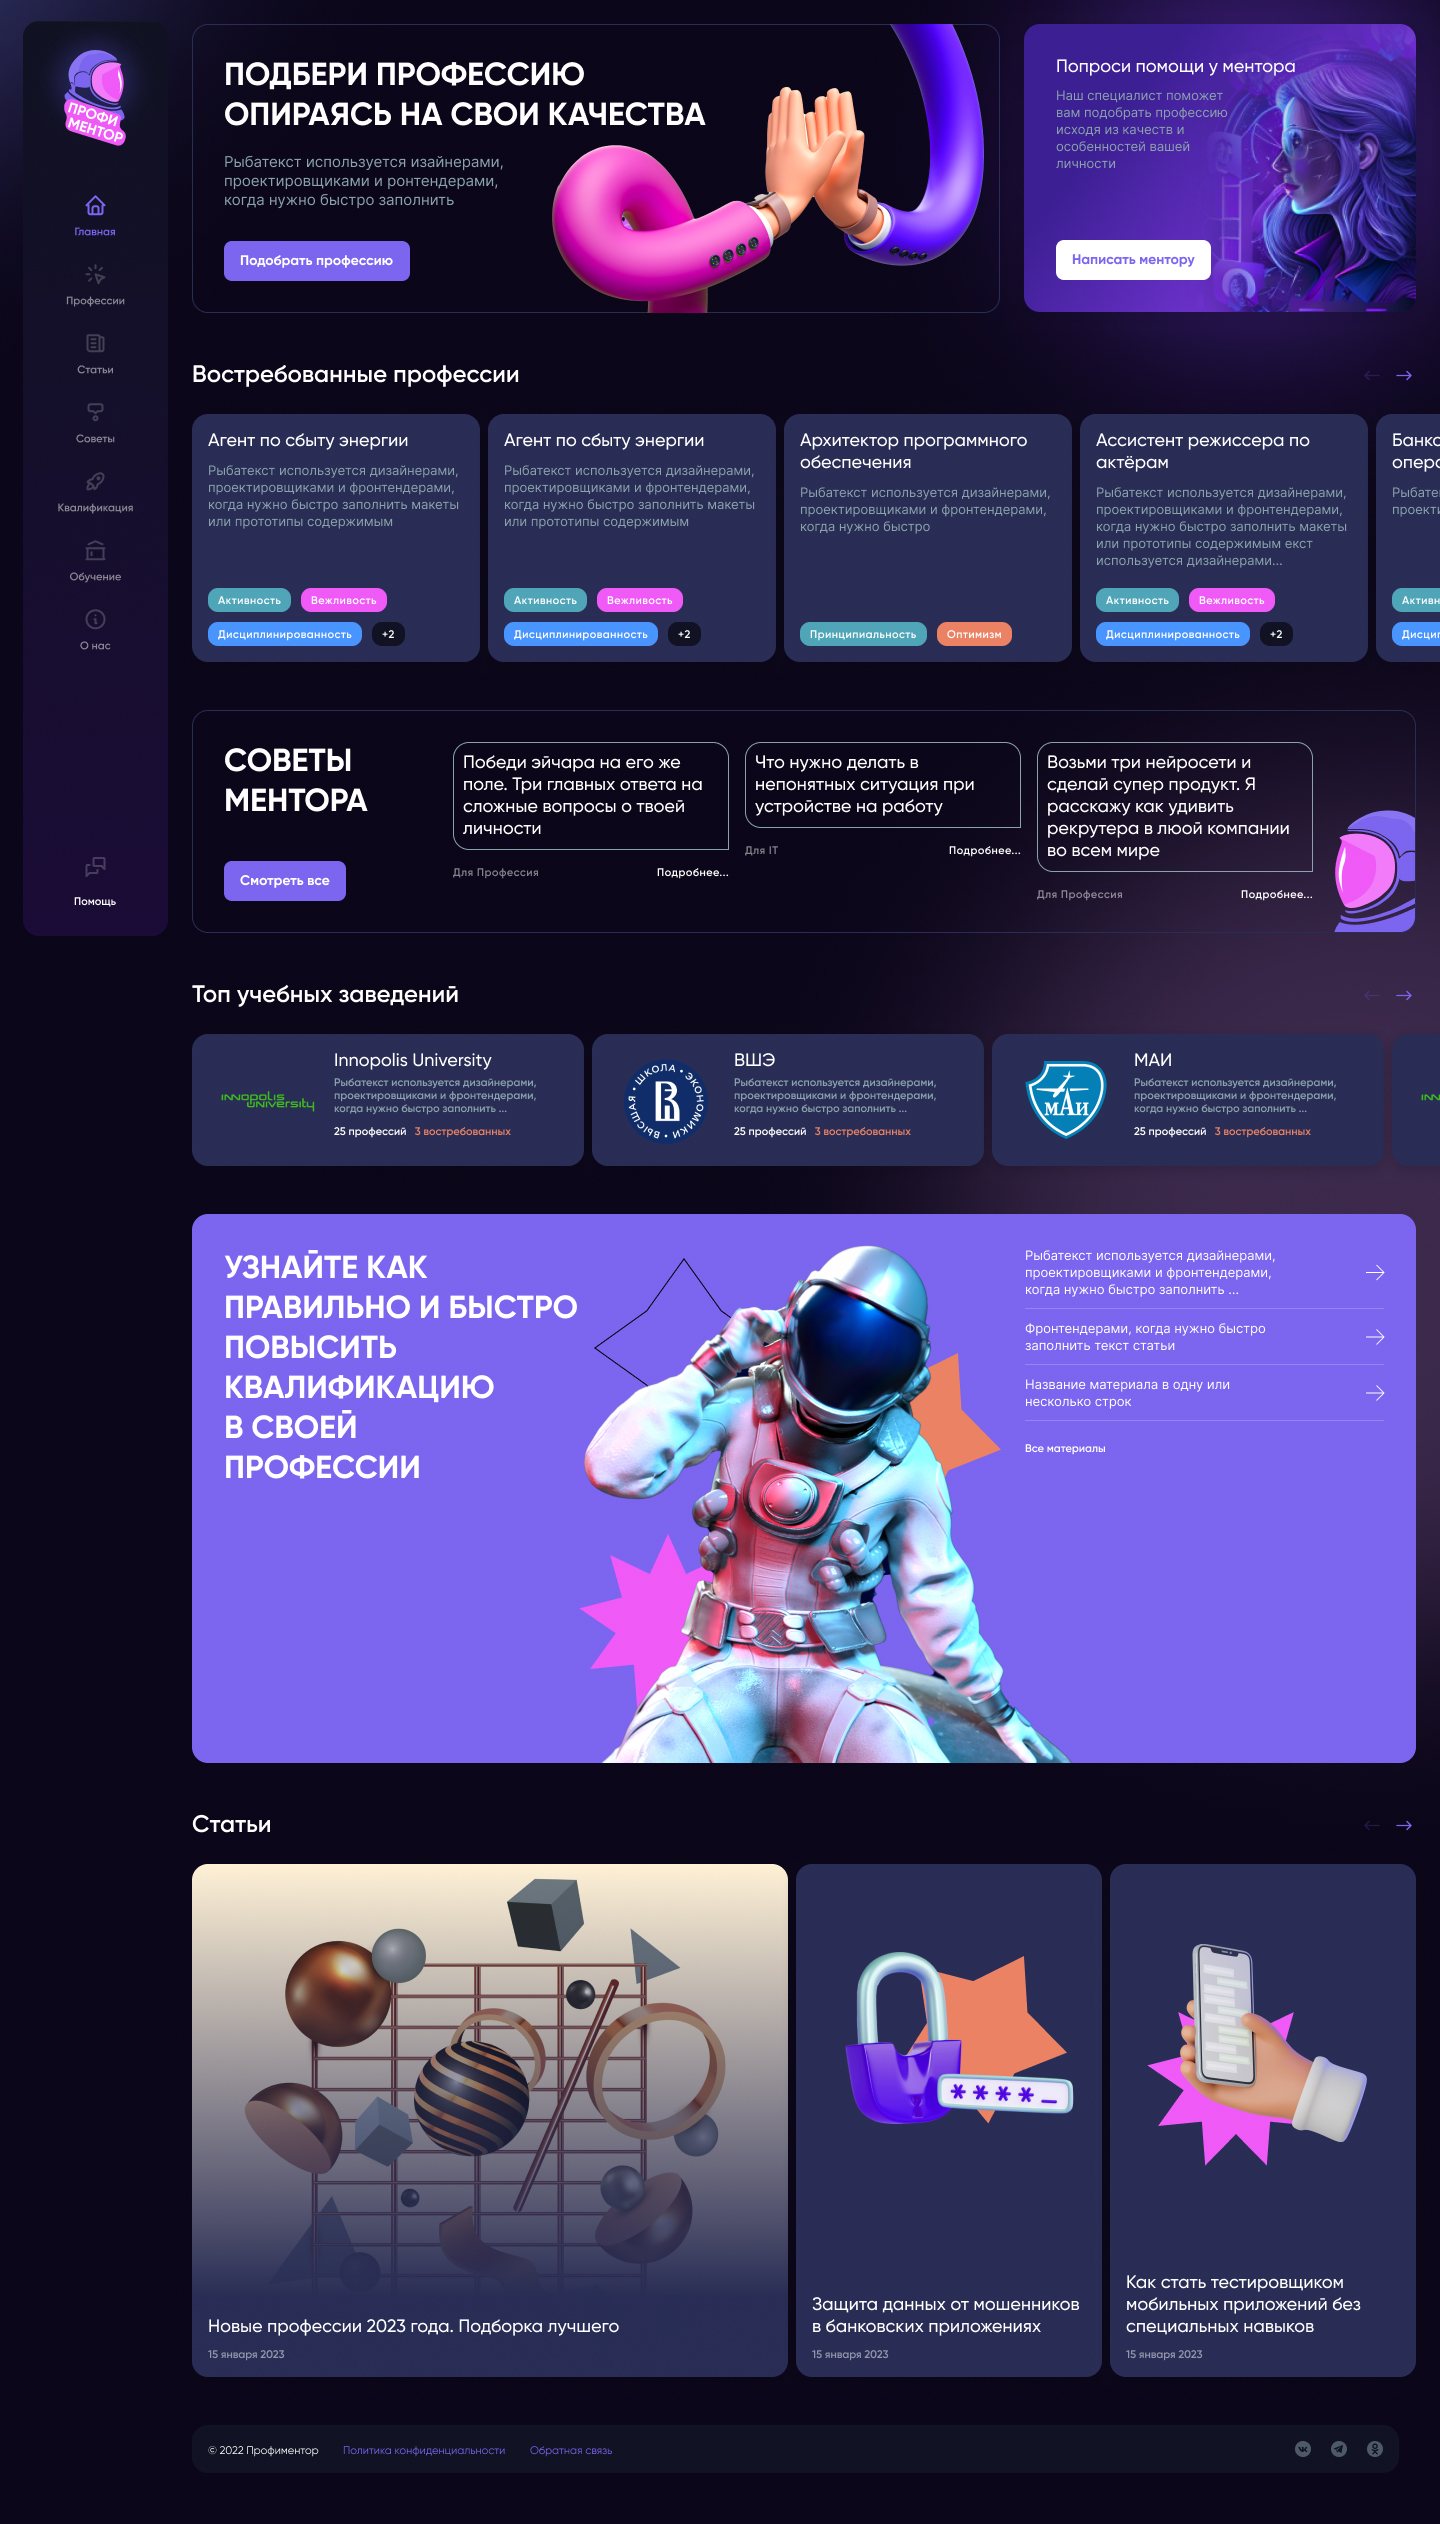 ПРОФИ
МЕНТОР
Главная
Профессии
Статьи
Советы
Квалификация
Обучение
О нас
Помощь
ПОДБЕРИ ПРОФЕССИЮ
ОПИРАЯСЬ НА СВОИ КАЧЕСТВА
Рыбатекст используется изайнерами,
проектировщиками и ронтендерами,
когда нужно быстро заполнить
Подобрать профессию
Попроси помощи у ментора
Наш специалист поможет
вам подобрать профессию
исходя из качеств и
особенностей вашей
личности
Написать ментору
Востребованные профессии
Агент по сбыту энергии
Рыбатекст используется дизайнерами,
проектировщиками и фронтендерами,
когда нужно быстро заполнить макеты
или прототипы содержимым
Активность
Вежливость
Дисциплинированность
+2
Агент по сбыту энергии
Рыбатекст используется дизайнерами,
проектировщиками и фронтендерами,
когда нужно быстро заполнить макеты
или прототипы содержимым
Активность
Вежливость
Дисциплинированность
+2
Архитектор программного
обеспечения
Рыбатекст используется дизайнерами,
проектировщиками и фронтендерами,
когда нужно быстро
Принципиальность
Оптимизм
Ассистент режиссера по
актёрам
Рыбатекст используется дизайнерами,
проектировщиками и фронтендерами,
когда нужно быстро заполнить макеты
или прототипы содержимым екст
используется дизайнерами...
Активность
Вежливость
Дисциплинированность
+2
СОВЕТЫ
МЕНТОРА
Смотреть все
Победи эйчара на его же
поле. Три главных ответа на
сложные вопросы о твоей
личности
Для Профессия
Подробнее...
Что нужно делать в
непонятных ситуация при
устройстве на работу
Для IT
Подробнее...
Возьми три нейросети и
сделай супер продукт. Я
расскажу как удивить
рекрутера в люой компании
во всем мире
Для Профессия
Подробнее...
Топ учебных заведений
innopolis
university
Innopolis University
Рыбатекст используется дизайнерами,
проектировщиками и фронтендерами,
когда нужно быстро заполнить ...
25 профессий 3 востребованных
ВЫСШАЯ • ШКОЛА • ЭКОНОМИКИ •
ВШЭ
Рыбатекст используется дизайнерами,
проектировщиками и фронтендерами,
когда нужно быстро заполнить ...
25 профессий 3 востребованных
МАИ
МАИ
Рыбатекст используется дизайнерами,
проектировщиками и фронтендерами,
когда нужно быстро заполнить ...
25 профессий 3 востребованных
УЗНАЙТЕ КАК
ПРАВИЛЬНО И БЫСТРО
ПОВЫСИТЬ
КВАЛИФИКАЦИЮ
В СВОЕЙ
ПРОФЕССИИ
Рыбатекст используется дизайнерами,
проектировщиками и фронтендерами,
когда нужно быстро заполнить ...
Фронтендерами, когда нужно быстро
заполнить текст статьи
Название материала в одну или
несколько строк
Все материалы
Статьи
Новые профессии 2023 года. Подборка лучшего
15 января 2023
****_
Защита данных от мошенников
в банковских приложениях
15 января 2023
Как стать тестировщиком
мобильных приложений без
специальных навыков
15 января 2023
© 2022 Профиментор
Политика конфиденциальности
Обратная связь